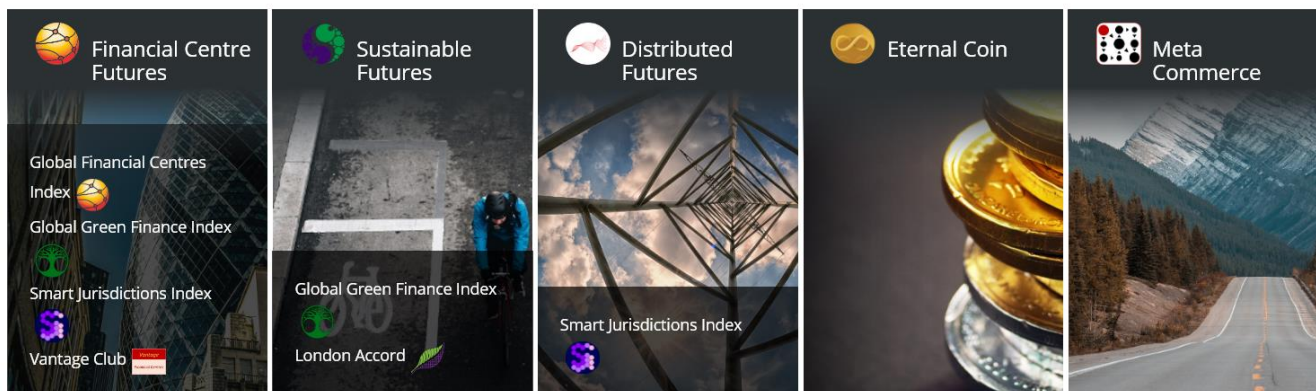 Financial Centre
Futures
Global Financial Centres
Index
Global Green Finance Index
Smart Jurisdictions Index
Vantage Club
Vantage
Sustainable
Futures
Global Green Finance Index
London Accord
Distributed
Futures
Smart Jurisdictions Index
Eternal Coin
Meta
Commerce